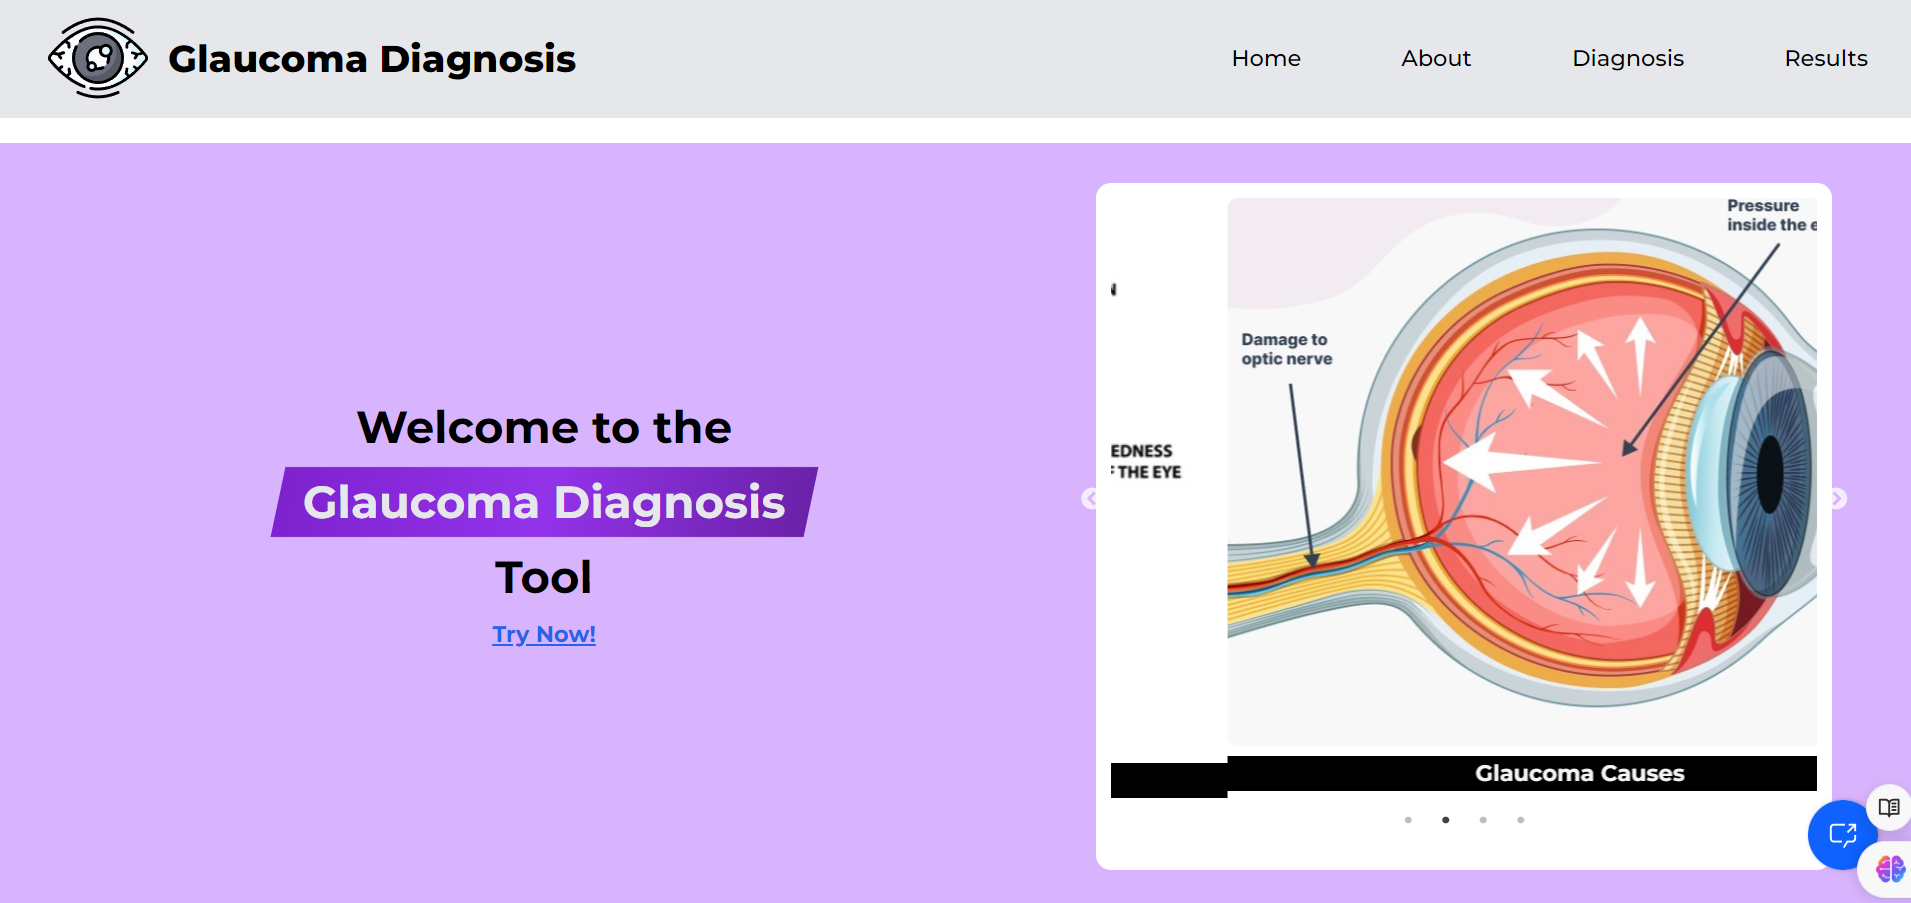 Glaucoma Diagnosis
Home
About
Diagnosis
Results
Welcome to the
Glaucoma Diagnosis
Tool
Try Now!
EDNESS
THE EYE
Pressure
inside the e
Damage to
optic nerve
Glaucoma Causes